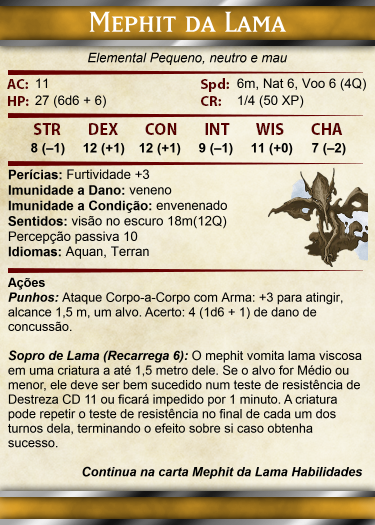 Mephit da Lama
Elemental Pequeno, neutro e mau
AC: 11 Spd: 6m, Nat 6, Voo 6 (4Q)
HP: 27 (6d6 + 6) CR: 1/4 (50 XP)
STR DEX CON INT WIS CHA
8 (–1) 12 (+1) 12 (+1) 9 (–1) 11 (+0) 7 (–2)
Perícias: Furtividade +3
Imunidade a Dano: veneno
Imunidade a Condição: envenenado
Sentidos: visão no escuro 18m(12Q)
Percepção passiva 10
Idiomas: Aquan, Terran
Ações
Punhos: Ataque Corpo-a-Corpo com Arma: +3 para atingir,
alcance 1,5 m, um alvo. Acerto: 4 (1d6 + 1) de dano de
concussão.
Sopro de Lama (Recarrega 6): O mephit vomita lama viscosa
em uma criatura a até 1,5 metro dele. Se o alvo for Médio ou
menor, ele deve ser bem sucedido num teste de resistência de
Destreza CD 11 ou ficará impedido por 1 minuto. A criatura
pode repetir o teste de resistência no final de cada um dos
turnos dela, terminando o efeito sobre si caso obtenha
sucesso.
Continua na carta Mephit da Lama Habilidades